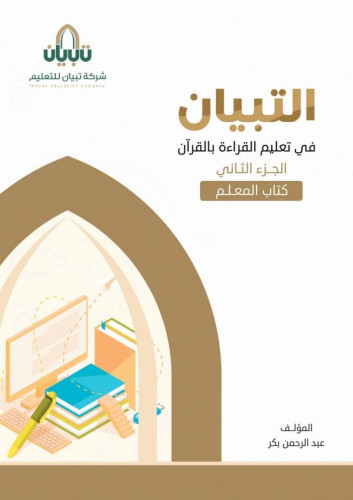 تبيان
شركة تبيان للتعليم
Tebyan Education Company
التبيان
في تعليم القراءة بالقرآن
الجزء الثاني
كتاب المعلم
المؤلف
عبد الرحمن بكر